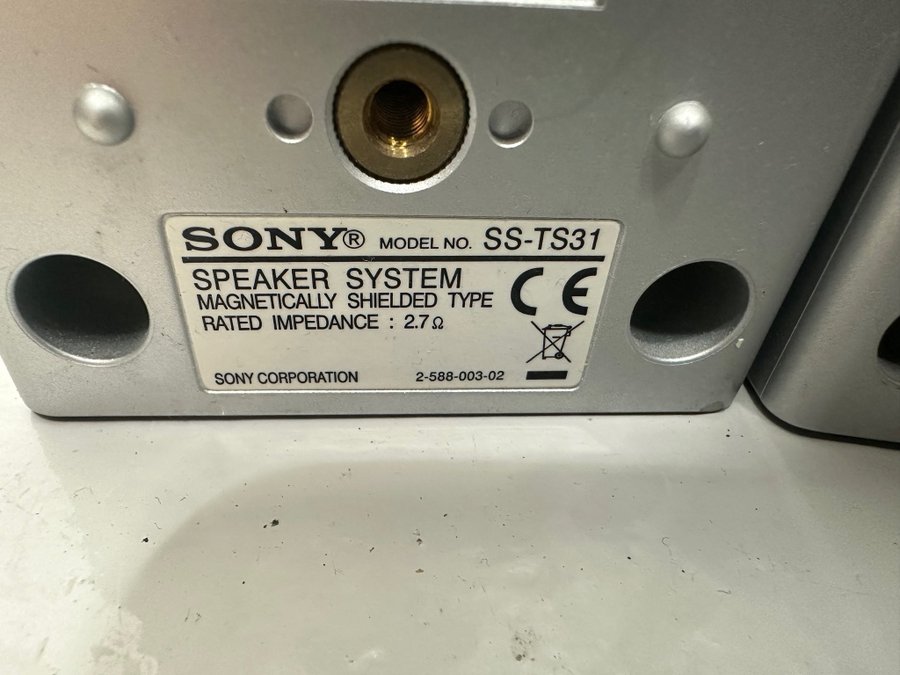 SONY® MODEL NO. SS-TS31
SPEAKER SYSTEM
MAGNETICALLY SHIELDED TYPE
RATED IMPEDANCE : 2.7Ω
CE
SONY CORPORATION 2-588-003-02